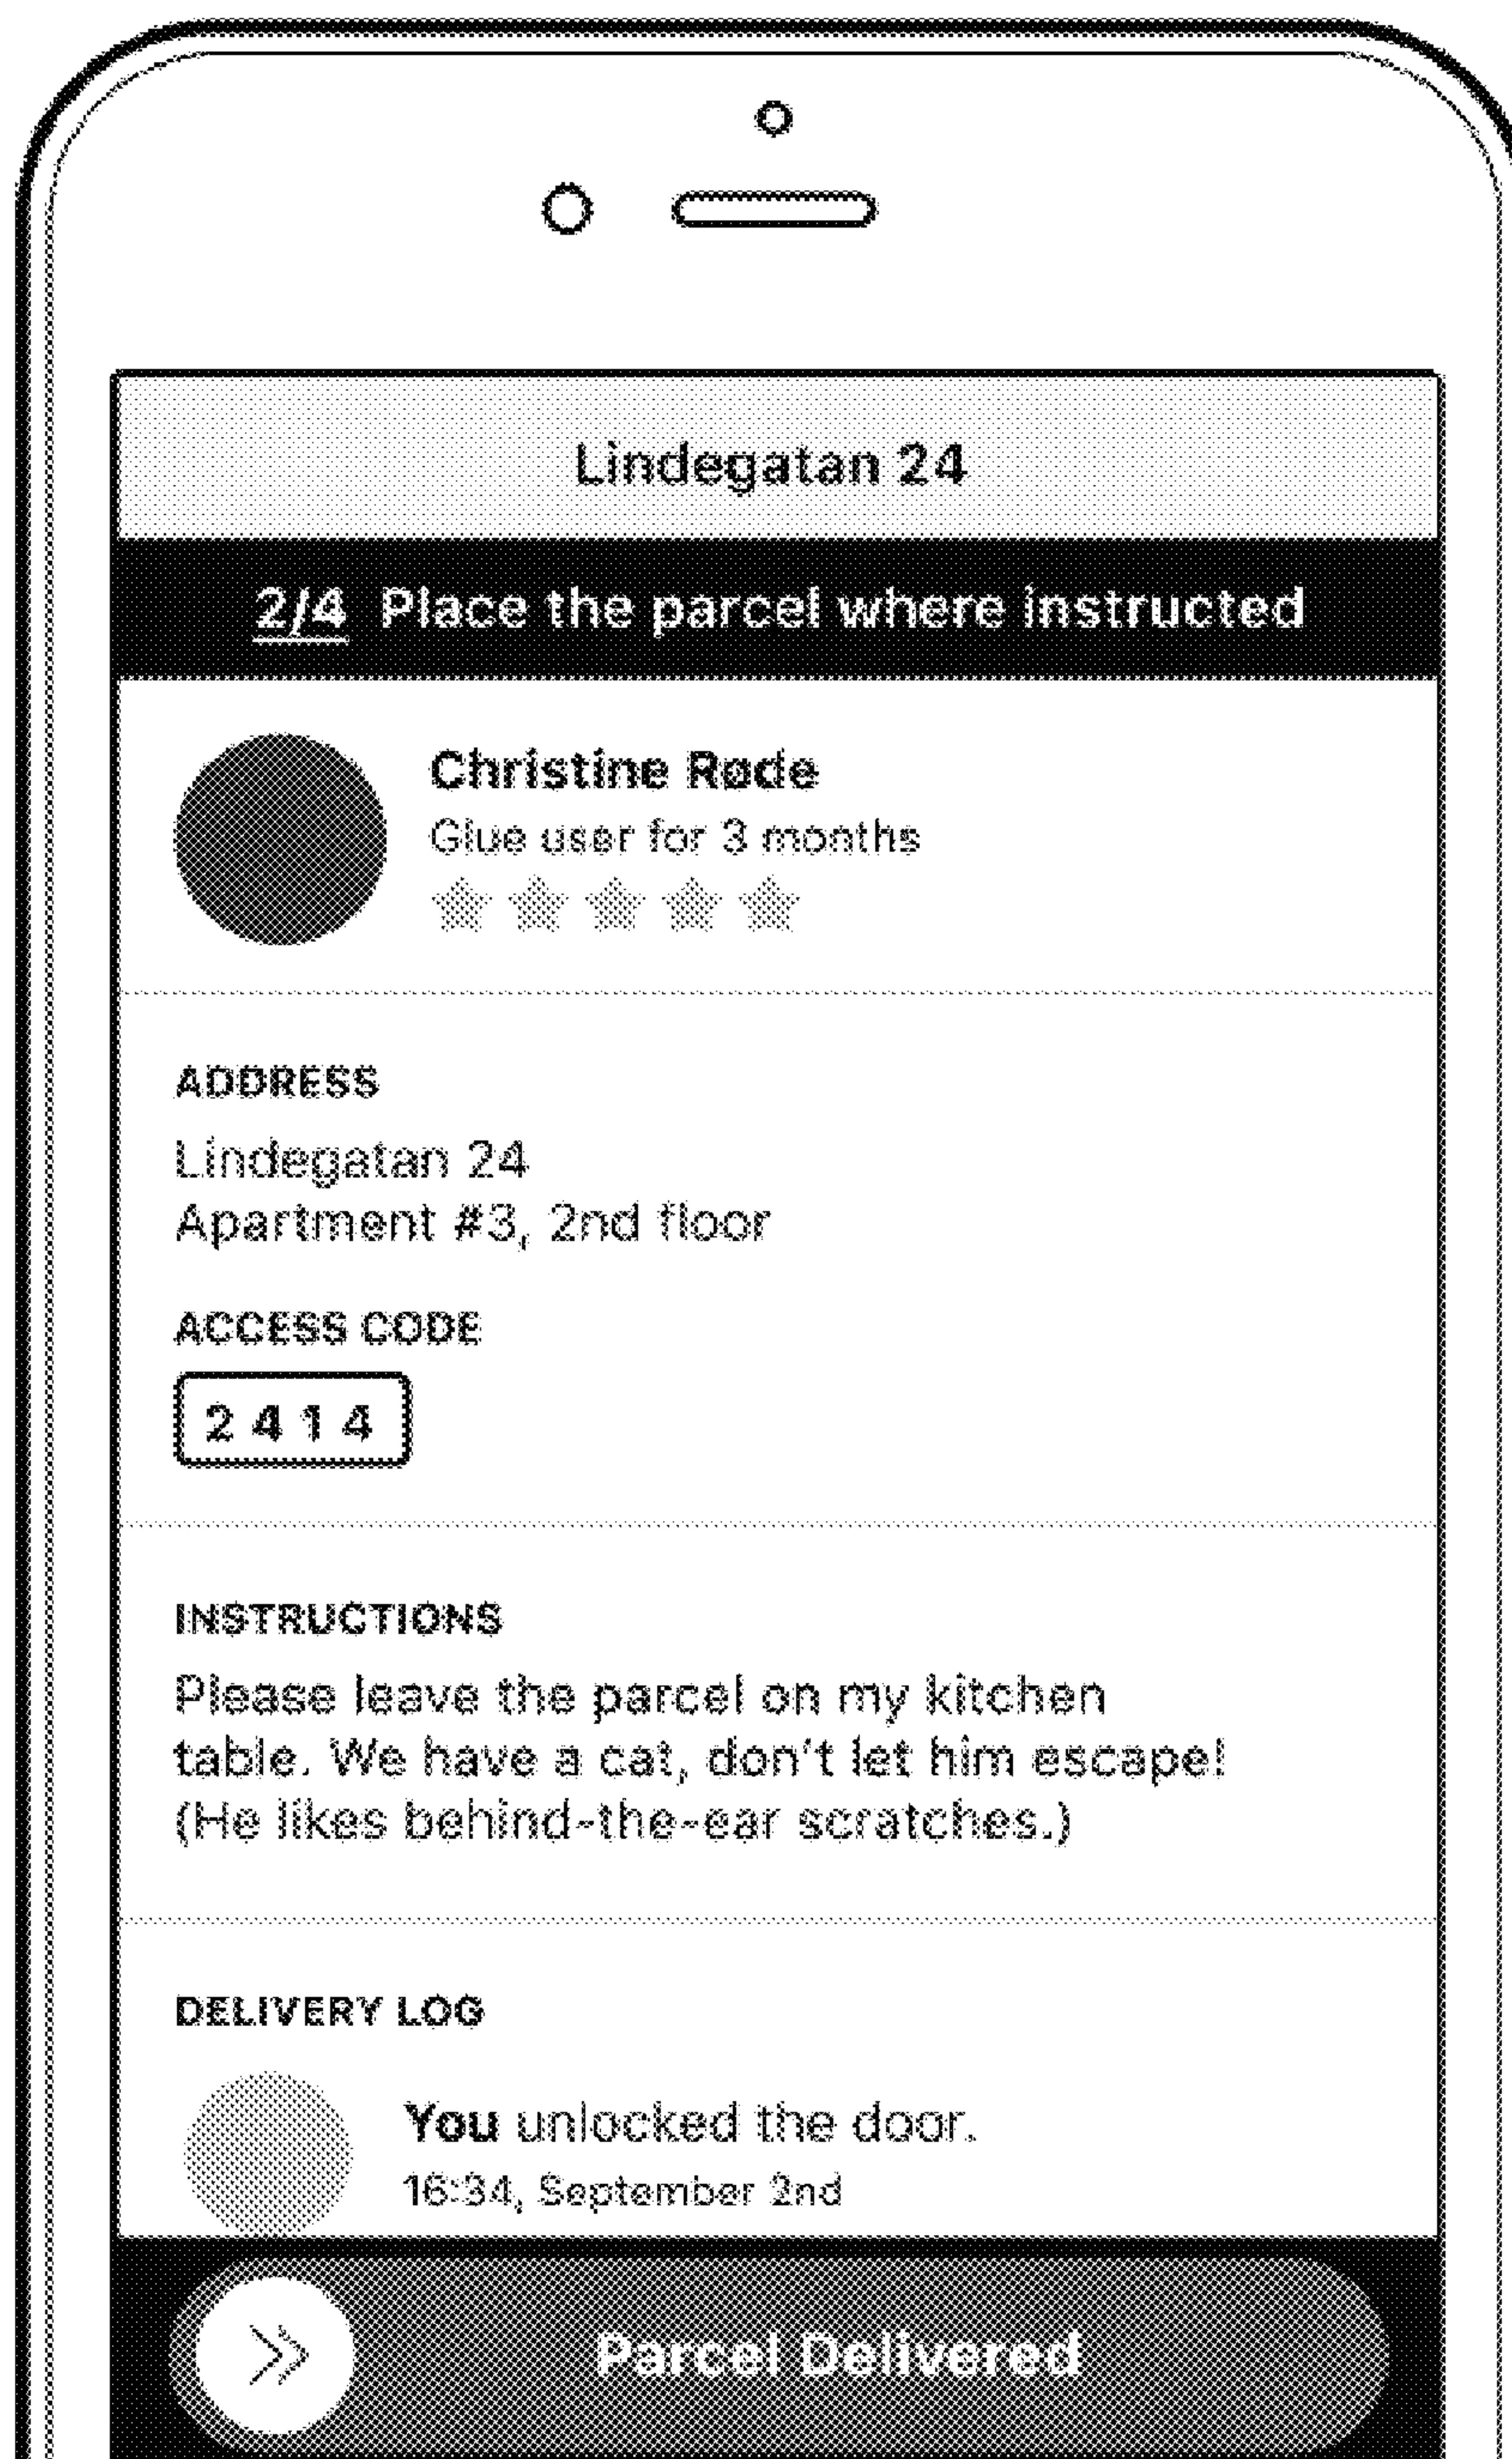 Lindegatan 24
2/4 Place the parcel where instructed
Christine Røde
Glue user for 3 months
ADDRESS
Lindegatan 24
Apartment #3, 2nd floor
ACCESS CODE
2 4 1 4
INSTRUCTIONS
Please leave the parcel on my kitchen
table. We have a cat, don’t let him escape!
(He likes behind-the-ear scratches.)
DELIVERY LOG
You unlocked the door.
16:34, September 2nd
Parcel Delivered